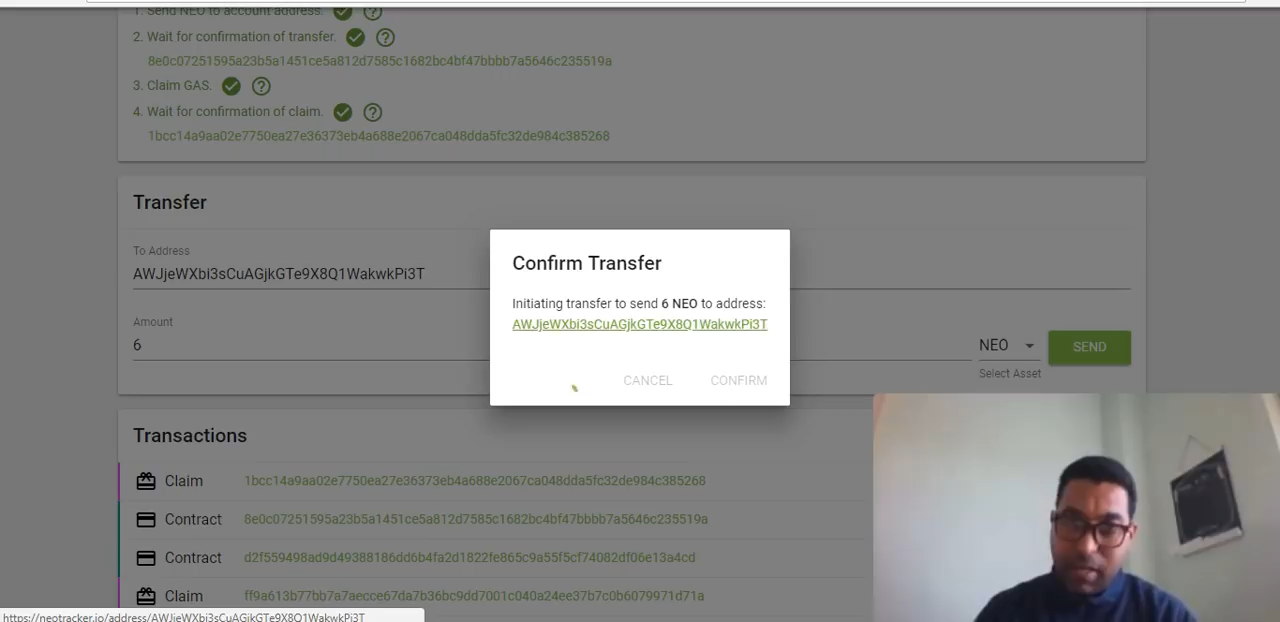 1. Send NEO to account address.
2. Wait for confirmation of transfer.
8e0c07251595a23b5a1451ce5a812d7585c1682bc4bf47bbbb7a5646c235519a
3. Claim GAS.
4. Wait for confirmation of claim.
1bcc14a9aa02e7750ea27e36373eb4a688e2067ca048dda5fc32de984c385268
Transfer
To Address
AWJjeWXbi3sCuAGjkGTe9X8Q1WakwkPi3T
Amount
6
NEO
SEND
Select Asset
Confirm Transfer
Initiating transfer to send 6 NEO to address:
AWJjeWXbi3sCuAGjkGTe9X8Q1WakwkPi3T
CANCEL CONFIRM
Transactions
Claim 1bcc14a9aa02e7750ea27e36373eb4a688e2067ca048dda5fc32de984c385268
Contract 8e0c07251595a23b5a1451ce5a812d7585c1682bc4bf47bbbb7a5646c235519a
Contract d2f559498ad9d49388186dd6b4fa2d1822fe865c9a55f5cf74082df06e13a4cd
Claim ff9a613b77bb7a7aecce67da7b36bc9dd7001c040a24ee37b7c0b6079971d71a
https://neotracker.io/address/AWJjeWXbi3sCuAGjkGTe9X8Q1WakwkPi3T